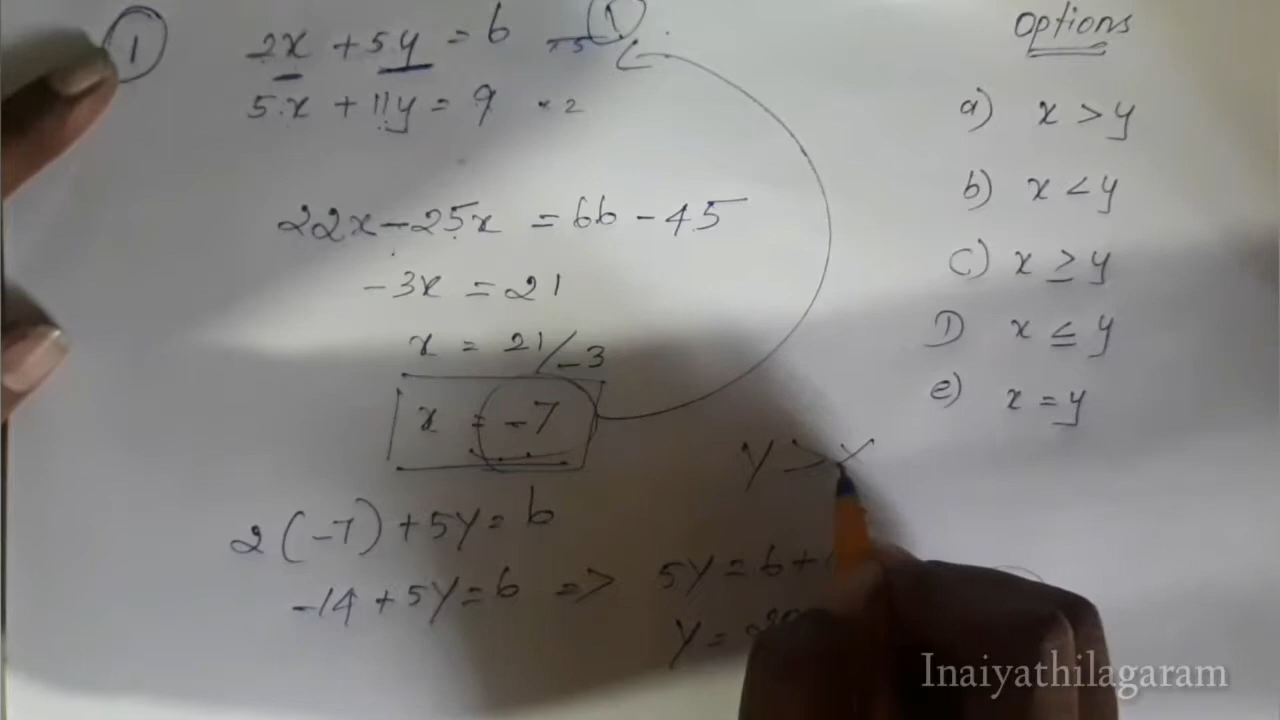 ① 2x + 5y = 6 ×5 ①
5x + 11y = 9 × 2
22x - 25x = 66 - 45
-3x = 21
x = 21/-3
x = -7
2(-7) + 5y = 6
-14 + 5y = 6 => 5y = 6 +
y =
y > x
Options
a) x > y
b) x < y
c) x ≥ y
D) x ≤ y
e) x = y
Inaiyathilagaram